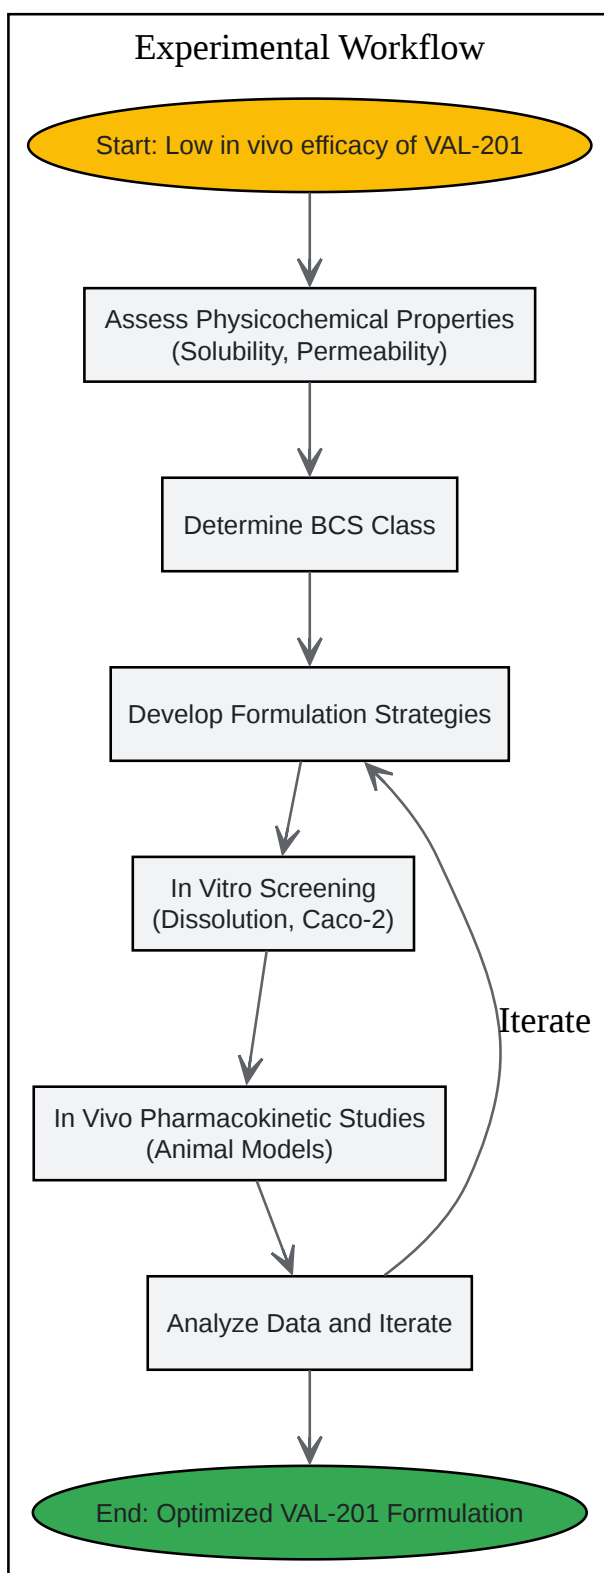 Experimental Workflow
Start: Low in vivo efficacy of VAL-201
Assess Physicochemical Properties
(Solubility, Permeability)
Determine BCS Class
Develop Formulation Strategies
In Vitro Screening
(Dissolution, Caco-2)
Iterate
In Vivo Pharmacokinetic Studies
(Animal Models)
Analyze Data and Iterate
End: Optimized VAL-201 Formulation